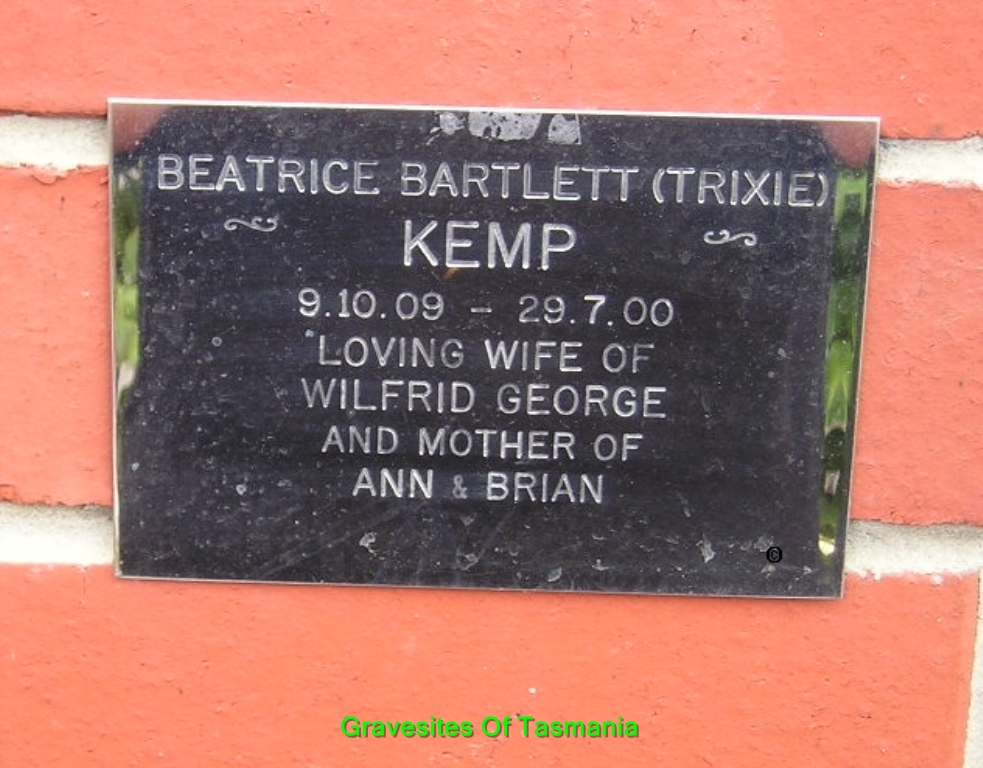 BEATRICE BARTLETT (TRIXIE)
KEMP
9.10.09 - 29.7.00
LOVING WIFE OF
WILFRID GEORGE
AND MOTHER OF
ANN & BRIAN
©
Gravesites Of Tasmania